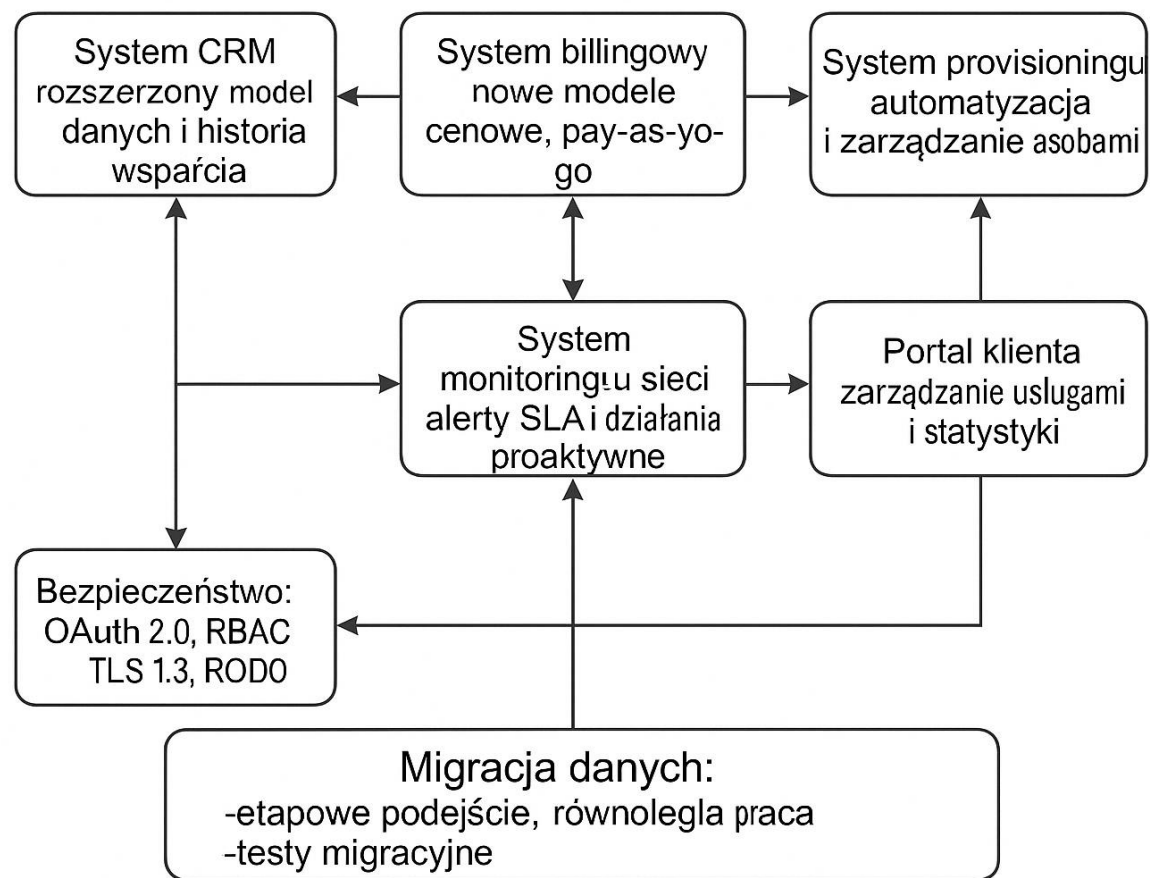 System CRM
rozszerzony model
danych i historia
wsparćia
System billingowy
nowe modele
cenowe, pay-as-yo-
go
System provisioningu
automatyzacja
i zarządzanie asobami
System
monitoringu sieci
alerty SLA i działania
proaktywne
Portal klienta
zarządzanie uslugami
i statystyki
Bezpieczeństwo:
OAuth 2.0, RBAC
TLS 1.3, RODO
Migracja danych:
-etapowe podejście, równolegla praca
-testy migracyjne